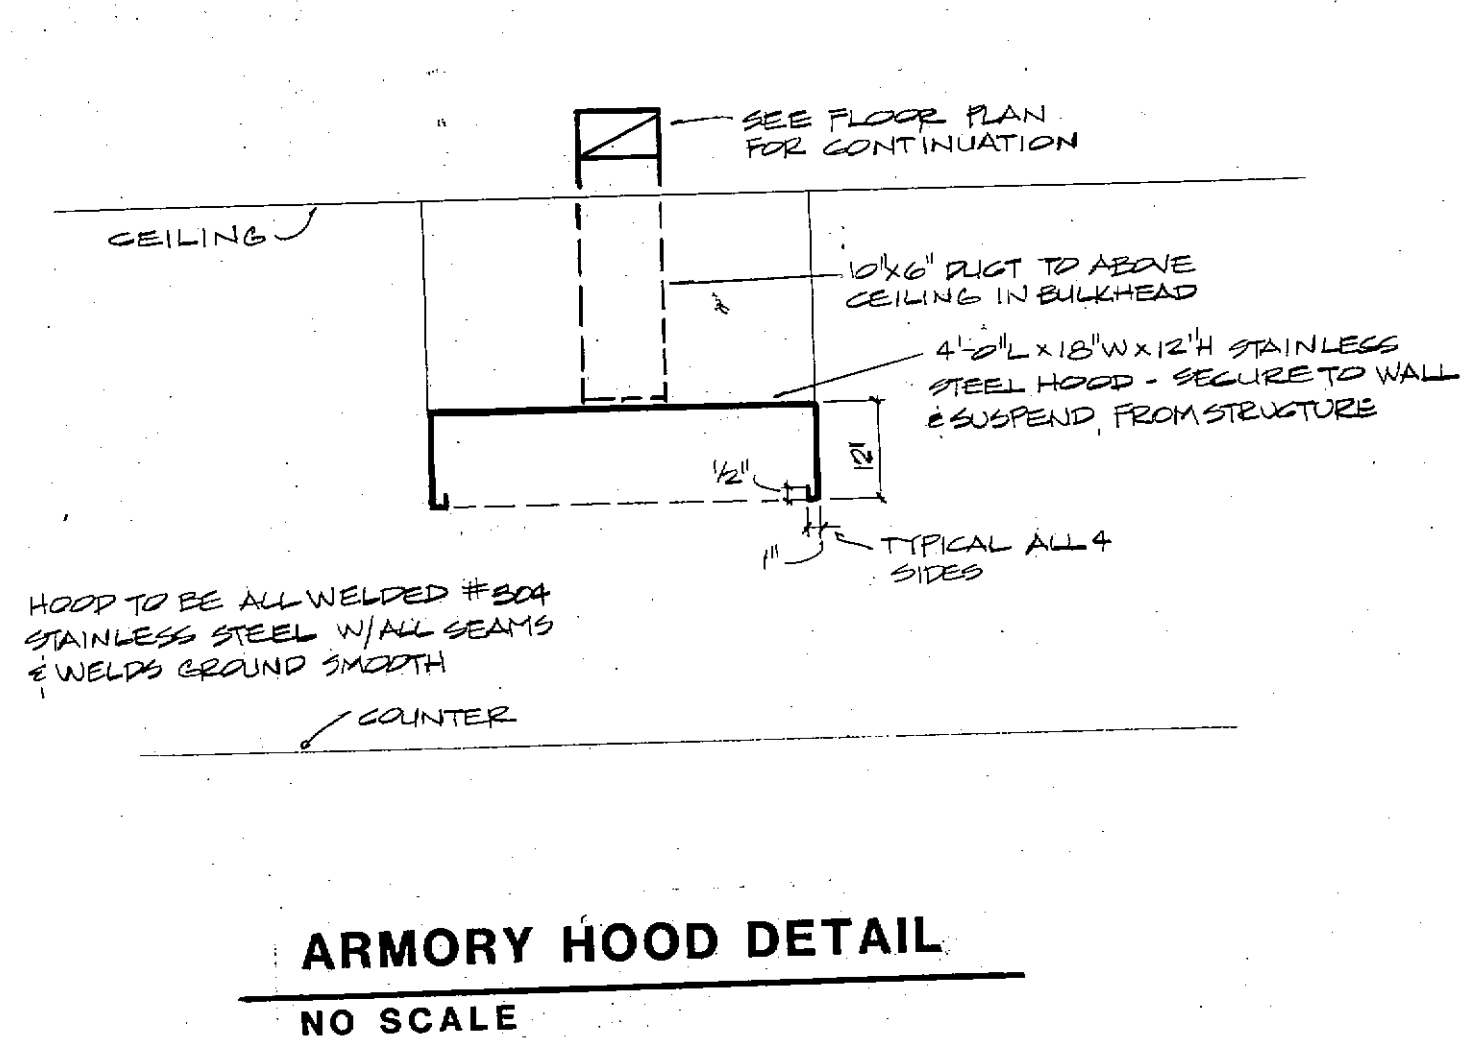 SEE FLOOR PLAN
FOR CONTINUATION
CEILING
10"X6" DUCT TO ABOVE
CEILING IN BULKHEAD
4'-0"L X 18"W X 12"H STAINLESS
STEEL HOOD - SECURE TO WALL
& SUSPEND FROM STRUCTURE
12"
1/2"
1"
TYPICAL ALL 4
SIDES
HOOD TO BE ALL WELDED #304
STAINLESS STEEL W/ALL SEAMS
& WELDS GROUND SMOOTH
COUNTER
ARMORY HOOD DETAIL
NO SCALE